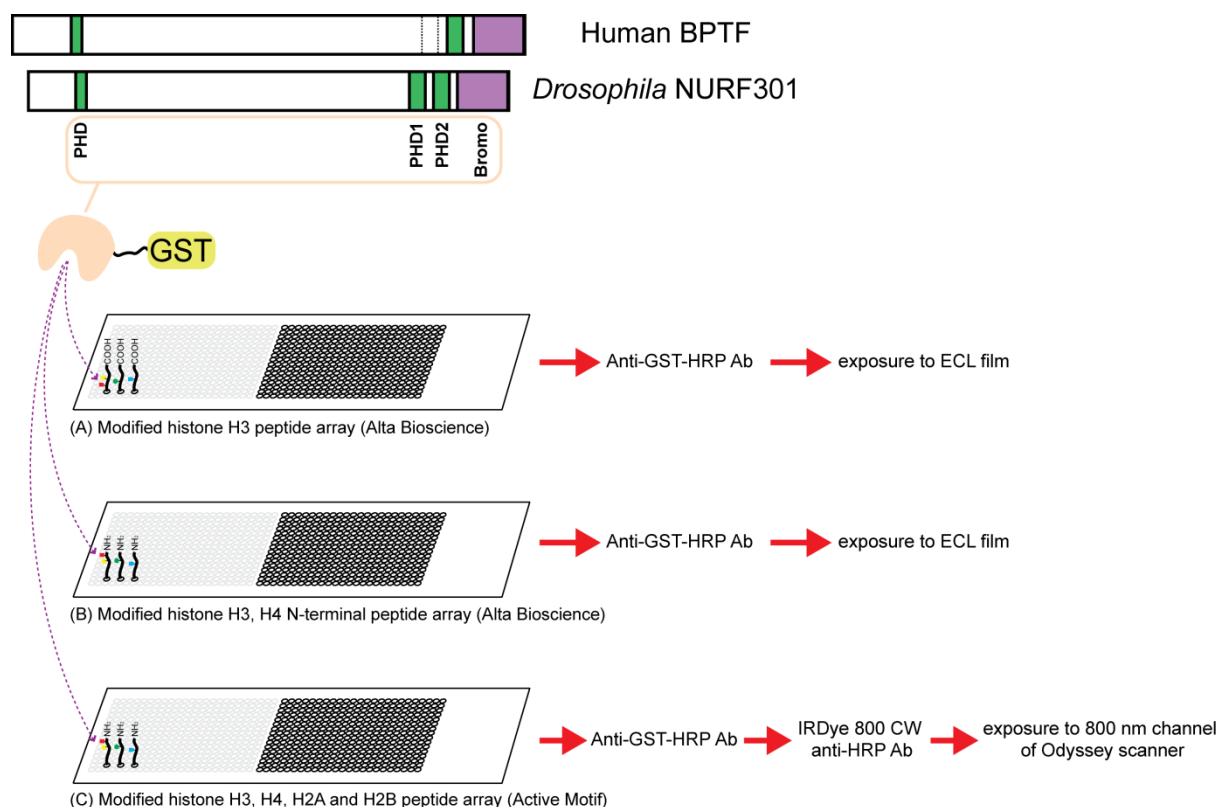 Human BPTF
Drosophila NURF301
PHD
PHD1
PHD2
Bromo
GST
COOH
COOH
COOH
Anti-GST-HRP Ab
exposure to ECL film
(A) Modified histone H3 peptide array (Alta Bioscience)
NH₂
NH₂
NH₂
Anti-GST-HRP Ab
exposure to ECL film
(B) Modified histone H3, H4 N-terminal peptide array (Alta Bioscience)
NH₂
NH₂
NH₂
Anti-GST-HRP Ab
IRDye 800 CW
anti-HRP Ab
exposure to 800 nm channel
of Odyssey scanner
(C) Modified histone H3, H4, H2A and H2B peptide array (Active Motif)